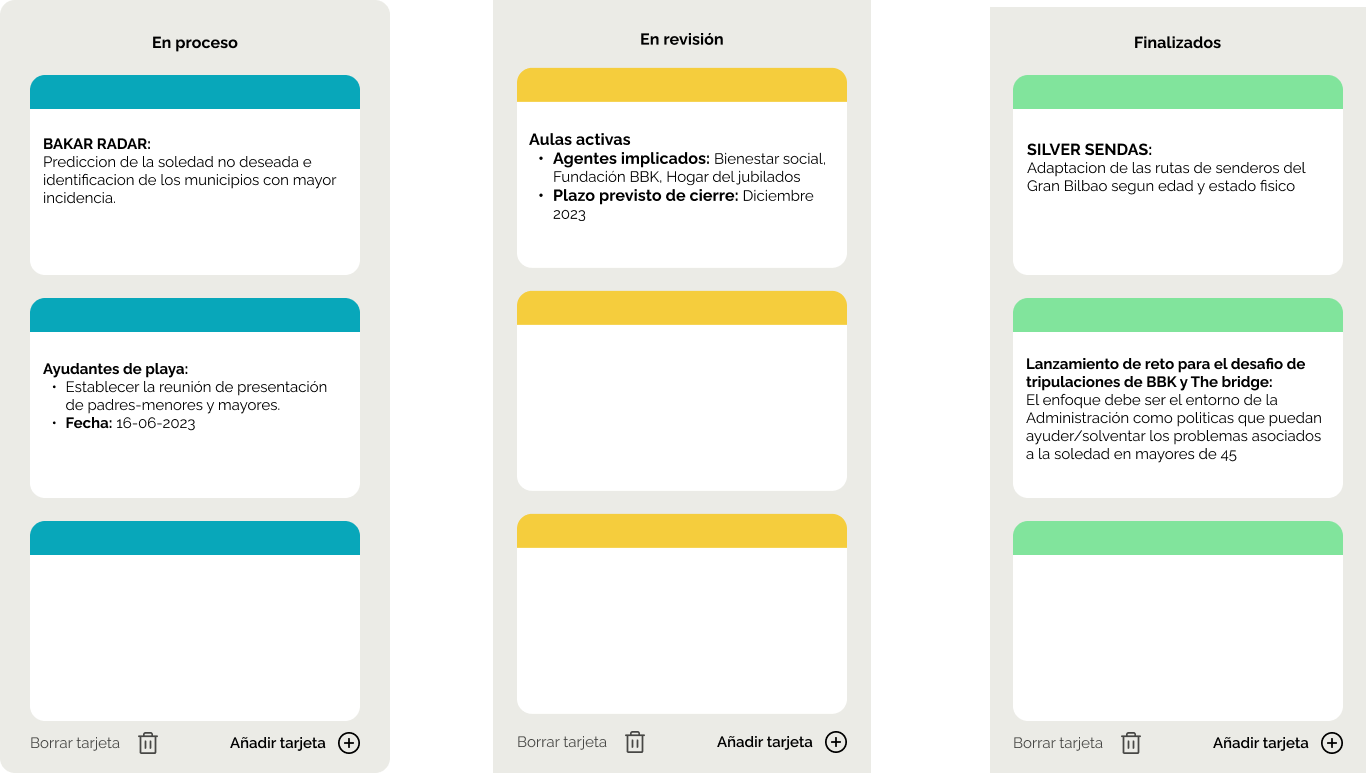 En proceso
BAKAR RADAR:
Prediccion de la soledad no deseada e
identificacion de los municipios con mayor
incidencia.
Ayudantes de playa:
• Establecer la reunión de presentación
de padres-menores y mayores.
• Fecha: 16-06-2023
Borrar tarjeta
Añadir tarjeta
En revisión
Aulas activas
• Agentes implicados: Bienestar social,
Fundación BBK, Hogar del jubilados
• Plazo previsto de cierre: Diciembre
2023
Borrar tarjeta
Añadir tarjeta
Finalizados
SILVER SENDAS:
Adaptacion de las rutas de senderos del
Gran Bilbao segun edad y estado fisico
Lanzamiento de reto para el desafio de
tripulaciones de BBK y The bridge:
El enfoque debe ser el entorno de la
Administración como politicas que puedan
ayuder/solventar los problemas asociados
a la soledad en mayores de 45
Borrar tarjeta
Añadir tarjeta